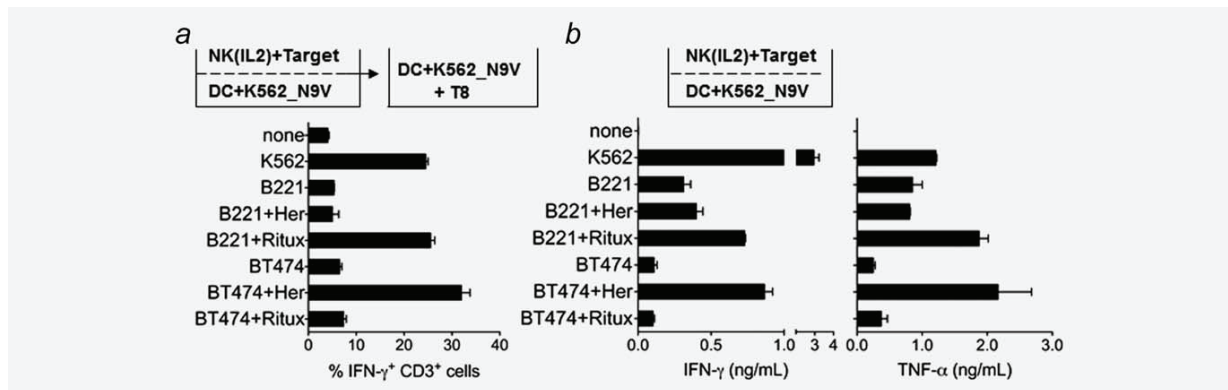 a
NK(IL2)+Target
DC+K562_N9V
DC+K562_N9V
+ T8
none
K562
B221
B221+Her
B221+Ritux
BT474
BT474+Her
BT474+Ritux
0 10 20 30 40
% IFN-γ⁺ CD3⁺ cells
b
NK(IL2)+Target
DC+K562_N9V
none
K562
B221
B221+Her
B221+Ritux
BT474
BT474+Her
BT474+Ritux
0.0 0.5 1.0 3 4
IFN-γ (ng/mL)
0.0 1.0 2.0 3.0
TNF-α (ng/mL)